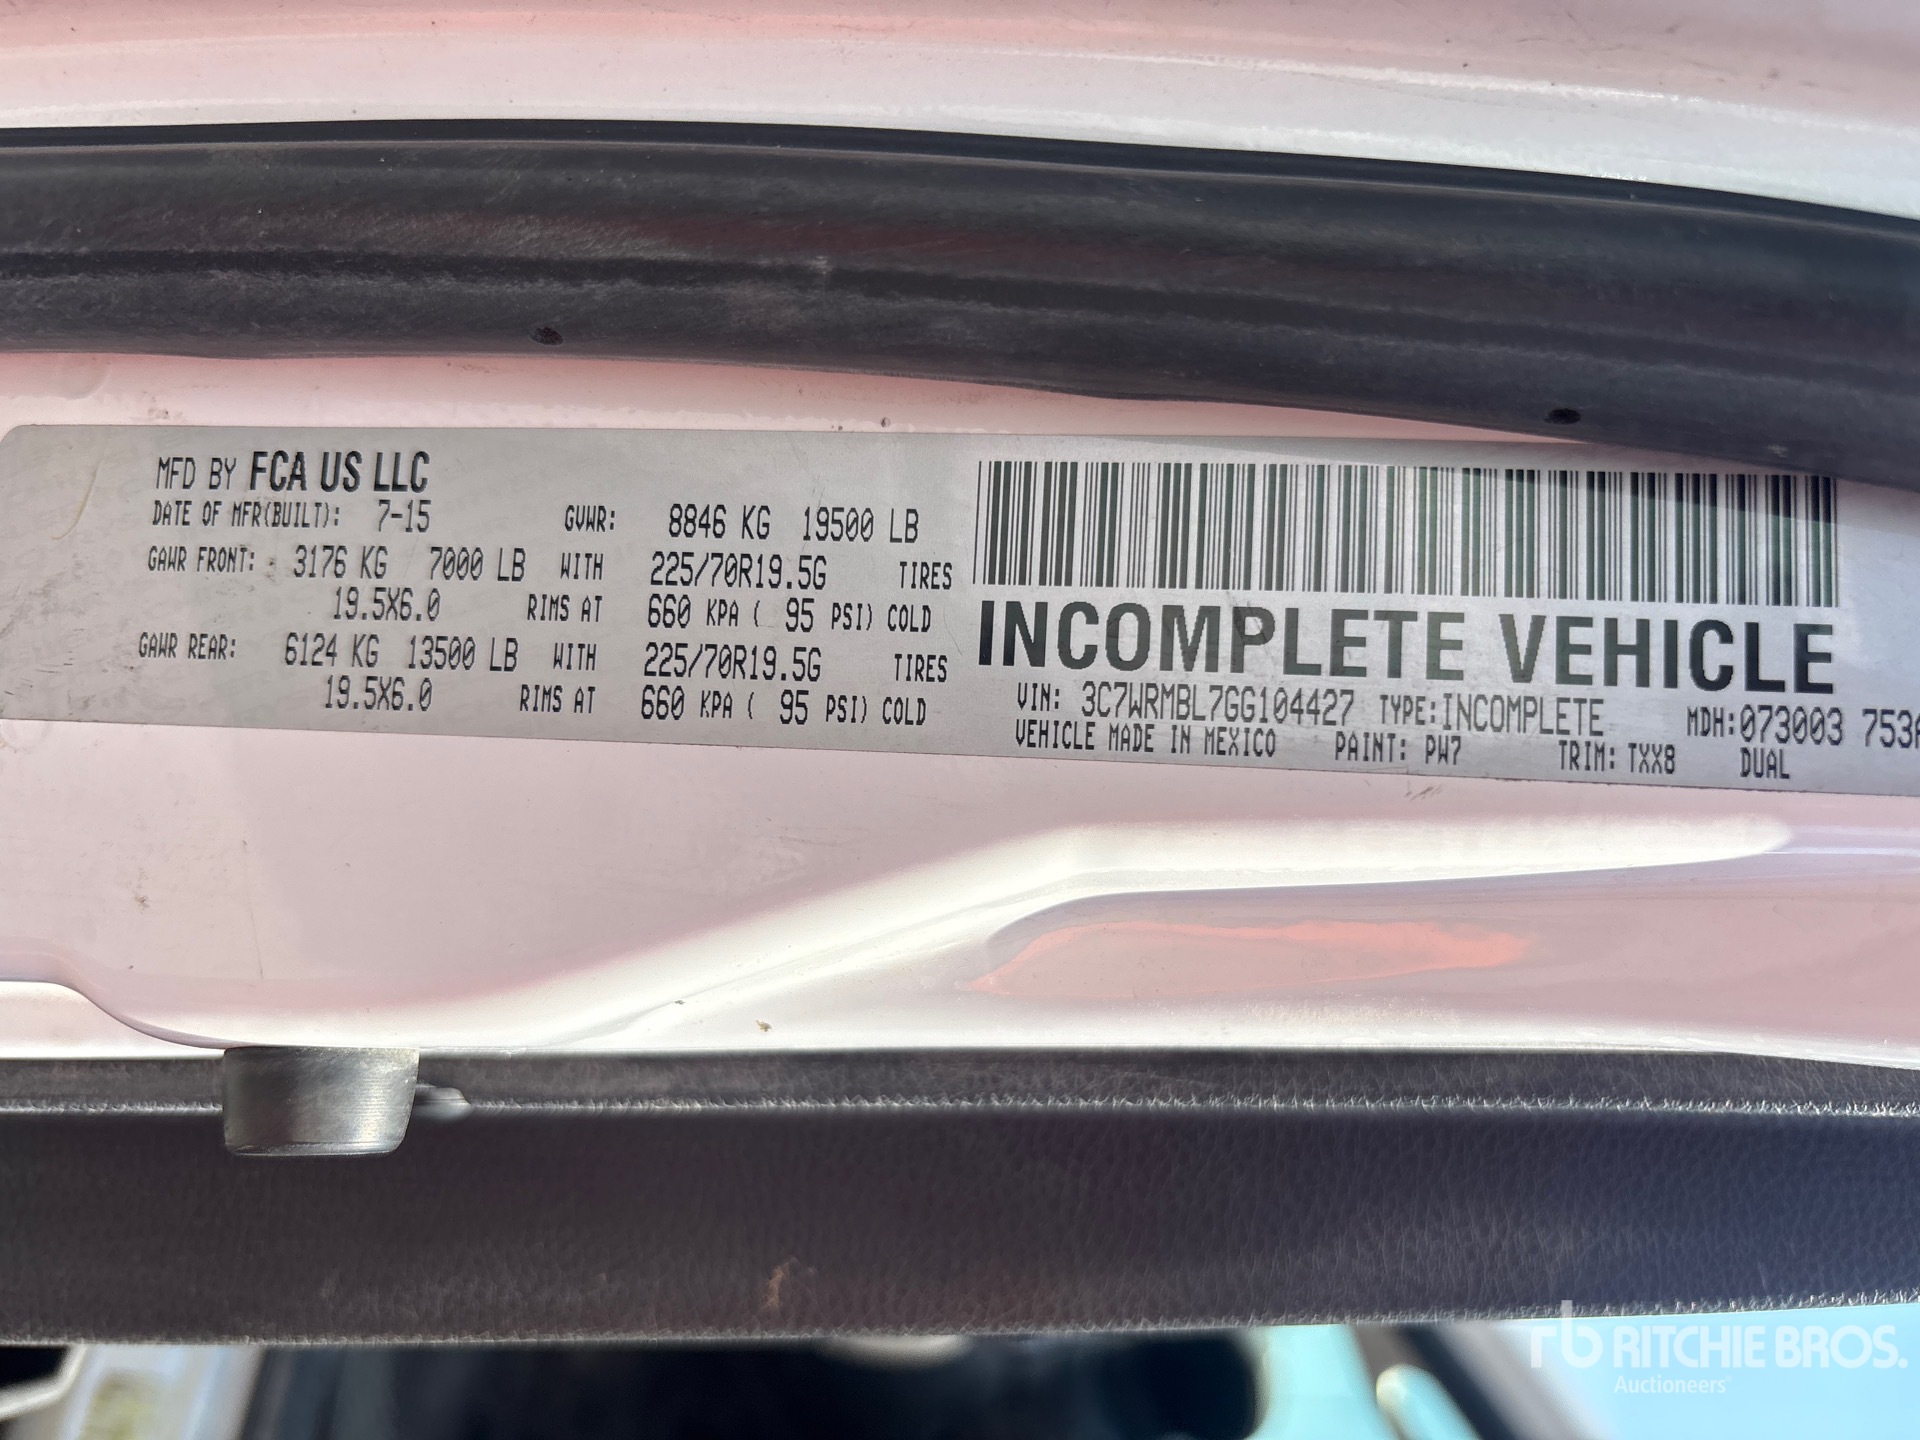 MFD BY FCA US LLC
DATE OF MFR(BUILT): 7-15 GVWR: 8846 KG 19500 LB
GAWR FRONT: 3176 KG 7000 LB WITH 225/70R19.5G TIRES
19.5X6.0 RIMS AT 660 KPA ( 95 PSI) COLD
GAWR REAR: 6124 KG 13500 LB WITH 225/70R19.5G TIRES
19.5X6.0 RIMS AT 660 KPA ( 95 PSI) COLD
INCOMPLETE VEHICLE
VIN: 3C7WRMBL7GG104427 TYPE:INCOMPLETE MDH:073003 753
VEHICLE MADE IN MEXICO PAINT: PW7 TRIM: TXX8 DUAL
rb RITCHIE BROS.
Auctioneers